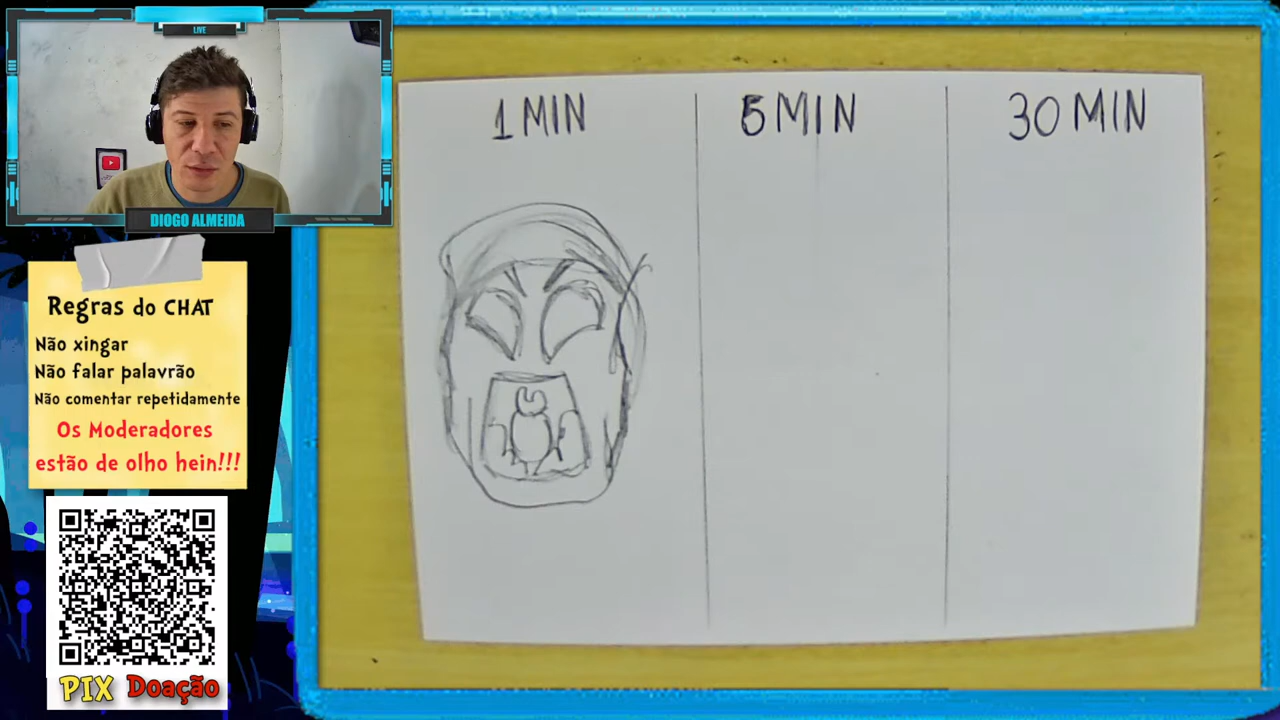 LIVE
DIOGO ALMEIDA
Regras do CHAT
Não xingar
Não falar palavrão
Não comentar repetidamente
Os Moderadores
estão de olho hein!!!
PIX Doação
1 MIN
5 MIN
30 MIN